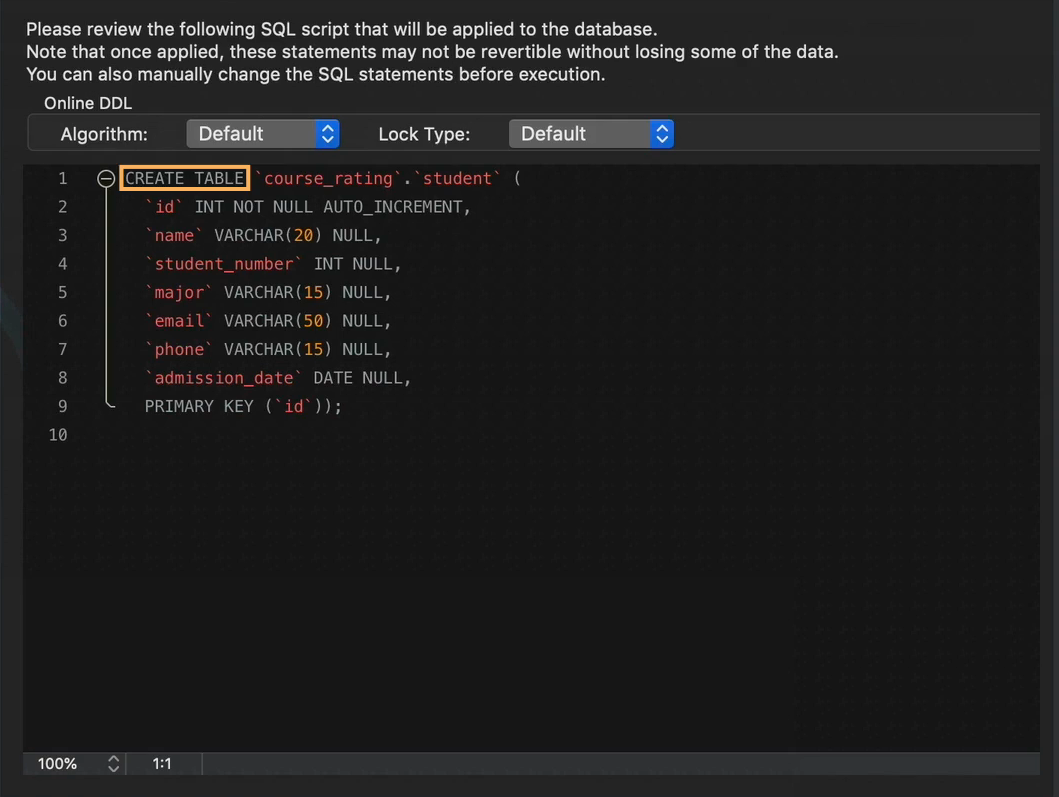 Please review the following SQL script that will be applied to the database.
Note that once applied, these statements may not be revertible without losing some of the data.
You can also manually change the SQL statements before execution.
Online DDL
Algorithm: Default Lock Type: Default
1 CREATE TABLE `course_rating`.`student` (
2 `id` INT NOT NULL AUTO_INCREMENT,
3 `name` VARCHAR(20) NULL,
4 `student_number` INT NULL,
5 `major` VARCHAR(15) NULL,
6 `email` VARCHAR(50) NULL,
7 `phone` VARCHAR(15) NULL,
8 `admission_date` DATE NULL,
9 PRIMARY KEY (`id`));
10
100% 1:1